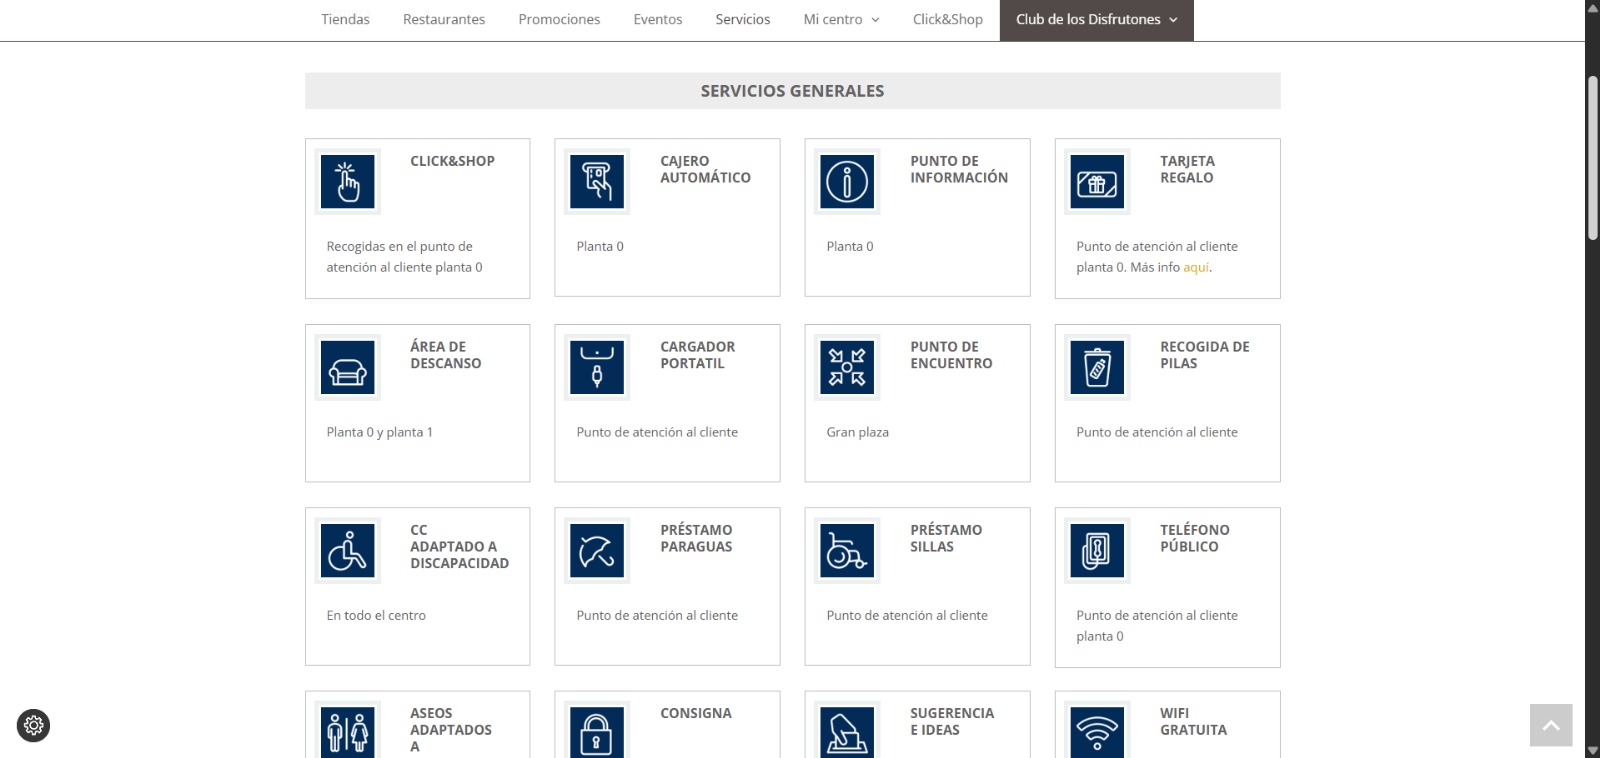 Tiendas
Restaurantes
Promociones
Eventos
Servicios
Mi centro
Click&Shop
Club de los Disfrutones
SERVICIOS GENERALES
CLICK&SHOP
Recogidas en el punto de
atención al cliente planta 0
CAJERO
AUTOMÁTICO
Planta 0
PUNTO DE
INFORMACIÓN
Planta 0
TARJETA
REGALO
Punto de atención al cliente
planta 0. Más info aquí.
ÁREA DE
DESCANSO
Planta 0 y planta 1
CARGADOR
PORTATIL
Punto de atención al cliente
PUNTO DE
ENCUENTRO
Gran plaza
RECOGIDA DE
PILAS
Punto de atención al cliente
CC
ADAPTADO A
DISCAPACIDAD
En todo el centro
PRÉSTAMO
PARAGUAS
Punto de atención al cliente
PRÉSTAMO
SILLAS
Punto de atención al cliente
TELÉFONO
PÚBLICO
Punto de atención al cliente
planta 0
ASEOS
ADAPTADOS
A
CONSIGNA
SUGERENCIA
E IDEAS
WIFI
GRATUITA